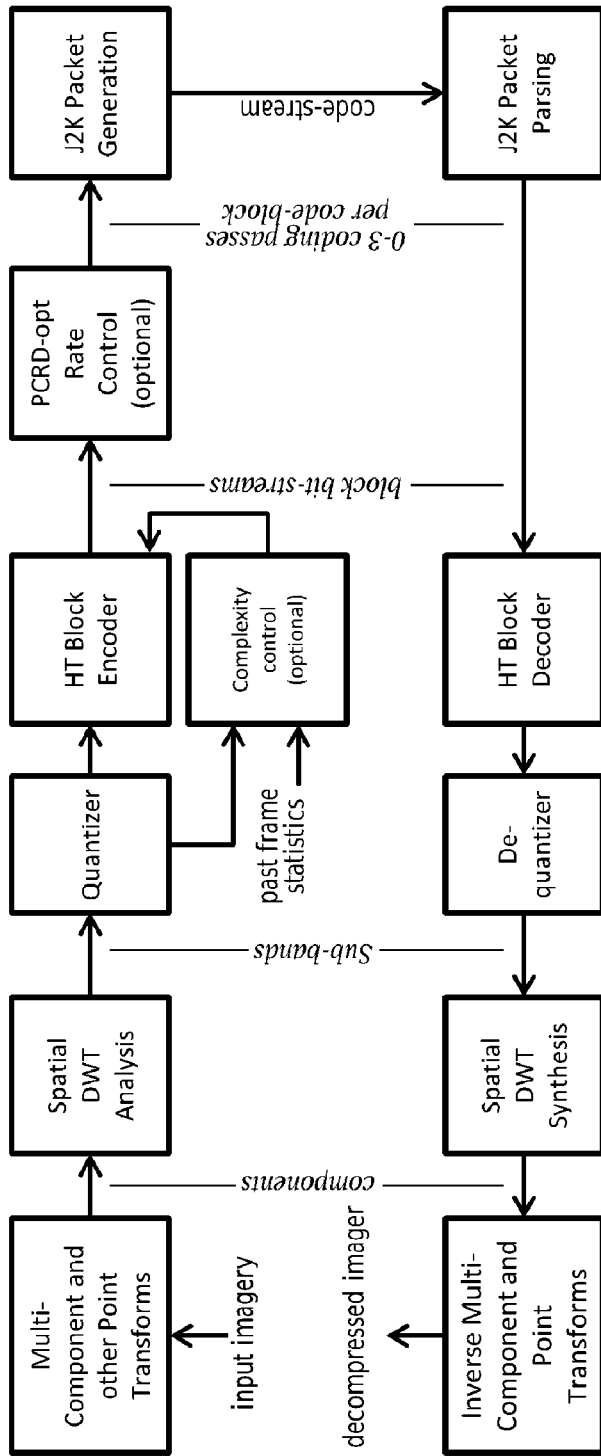 Multi-
Component and
other Point
Transforms
Spatial
DWT
Analysis
Quantizer
HT Block
Encoder
PCRD-opt
Rate
Control
(optional)
J2K Packet
Generation
input imagery
components
Sub-bands
past frame
statistics
Complexity
control
(optional)
block bit-streams
0-3 coding passes
per code-block
code-stream
decompressed imager
Inverse Multi-
Component and
Point
Transforms
Spatial
DWT
Synthesis
De-
quantizer
HT Block
Decoder
J2K Packet
Parsing